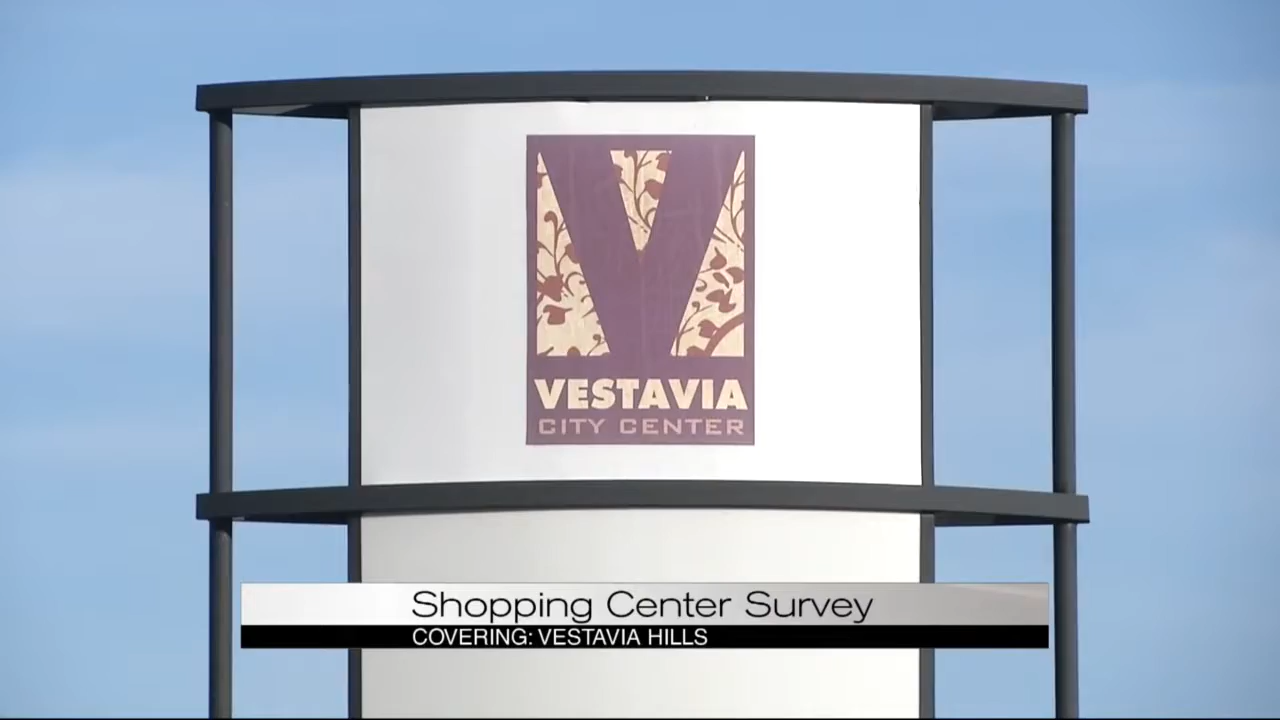 V
VESTAVIA
CITY CENTER
Shopping Center Survey
COVERING: VESTAVIA HILLS